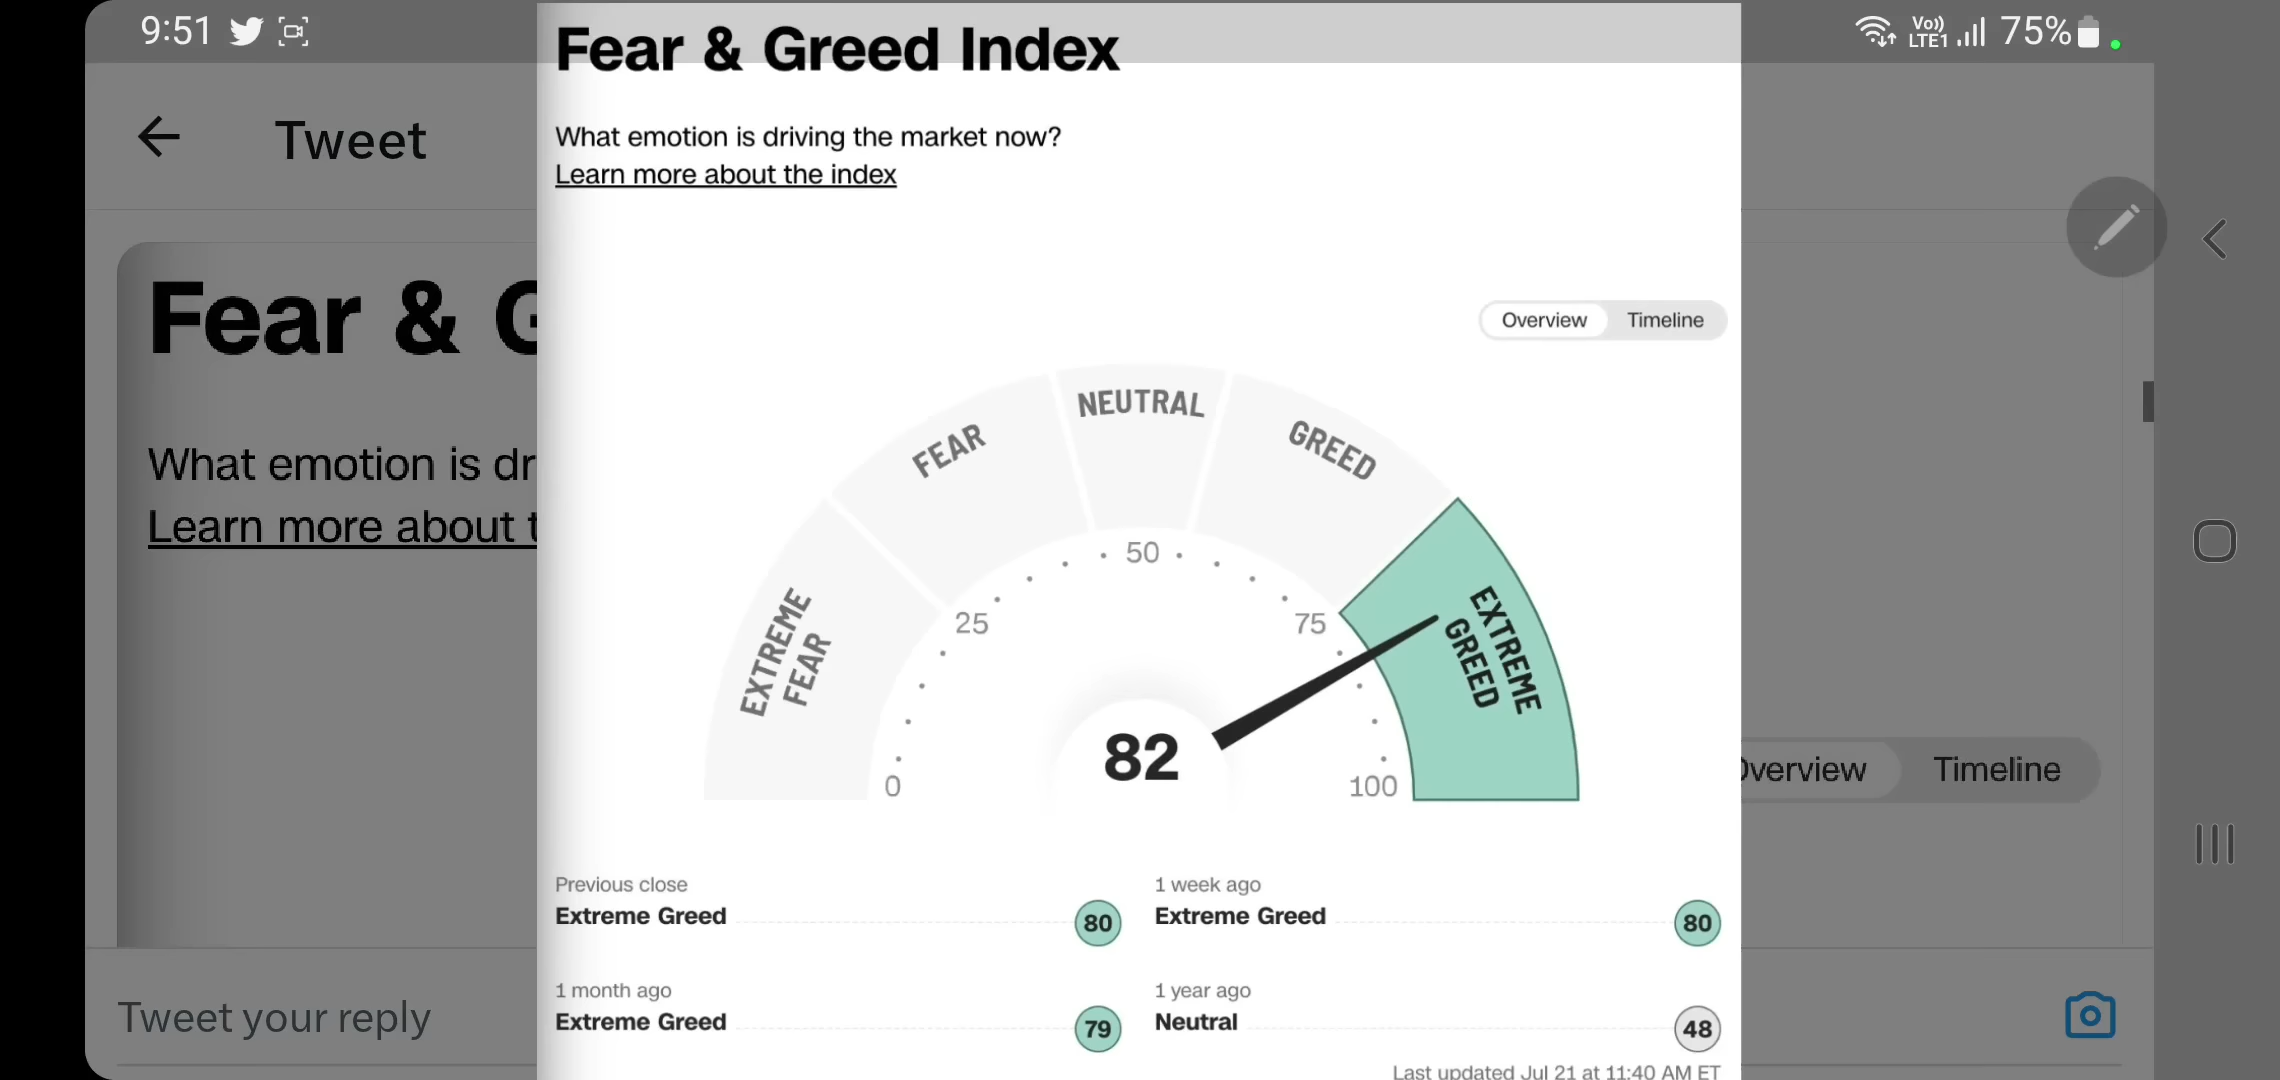 9:51
Vo)) LTE1 75%
Tweet
Fear & Greed Index
What emotion is driving the market now?
Learn more about the index
Overview Timeline
Fear & G
What emotion is dr
Learn more about t
Overview Timeline
EXTREME FEAR
FEAR
NEUTRAL
GREED
EXTREME GREED
0
25
50
75
100
82
Previous close
Extreme Greed 80
1 week ago
Extreme Greed 80
1 month ago
Extreme Greed 79
1 year ago
Neutral 48
Last updated Jul 21 at 11:40 AM ET
Tweet your reply